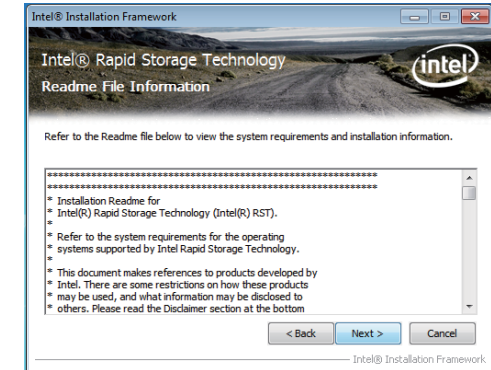 Intel® Installation Framework
Intel® Rapid Storage Technology
Readme File Information
intel
Refer to the Readme file below to view the system requirements and installation information.
************************************************************
************************************************************
* Installation Readme for
* Intel(R) Rapid Storage Technology (Intel(R) RST).
*
* Refer to the system requirements for the operating
* systems supported by Intel Rapid Storage Technology.
*
* This document makes references to products developed by
* Intel. There are some restrictions on how these products
* may be used, and what information may be disclosed to
* others. Please read the Disclaimer section at the bottom
< Back Next > Cancel
Intel® Installation Framework